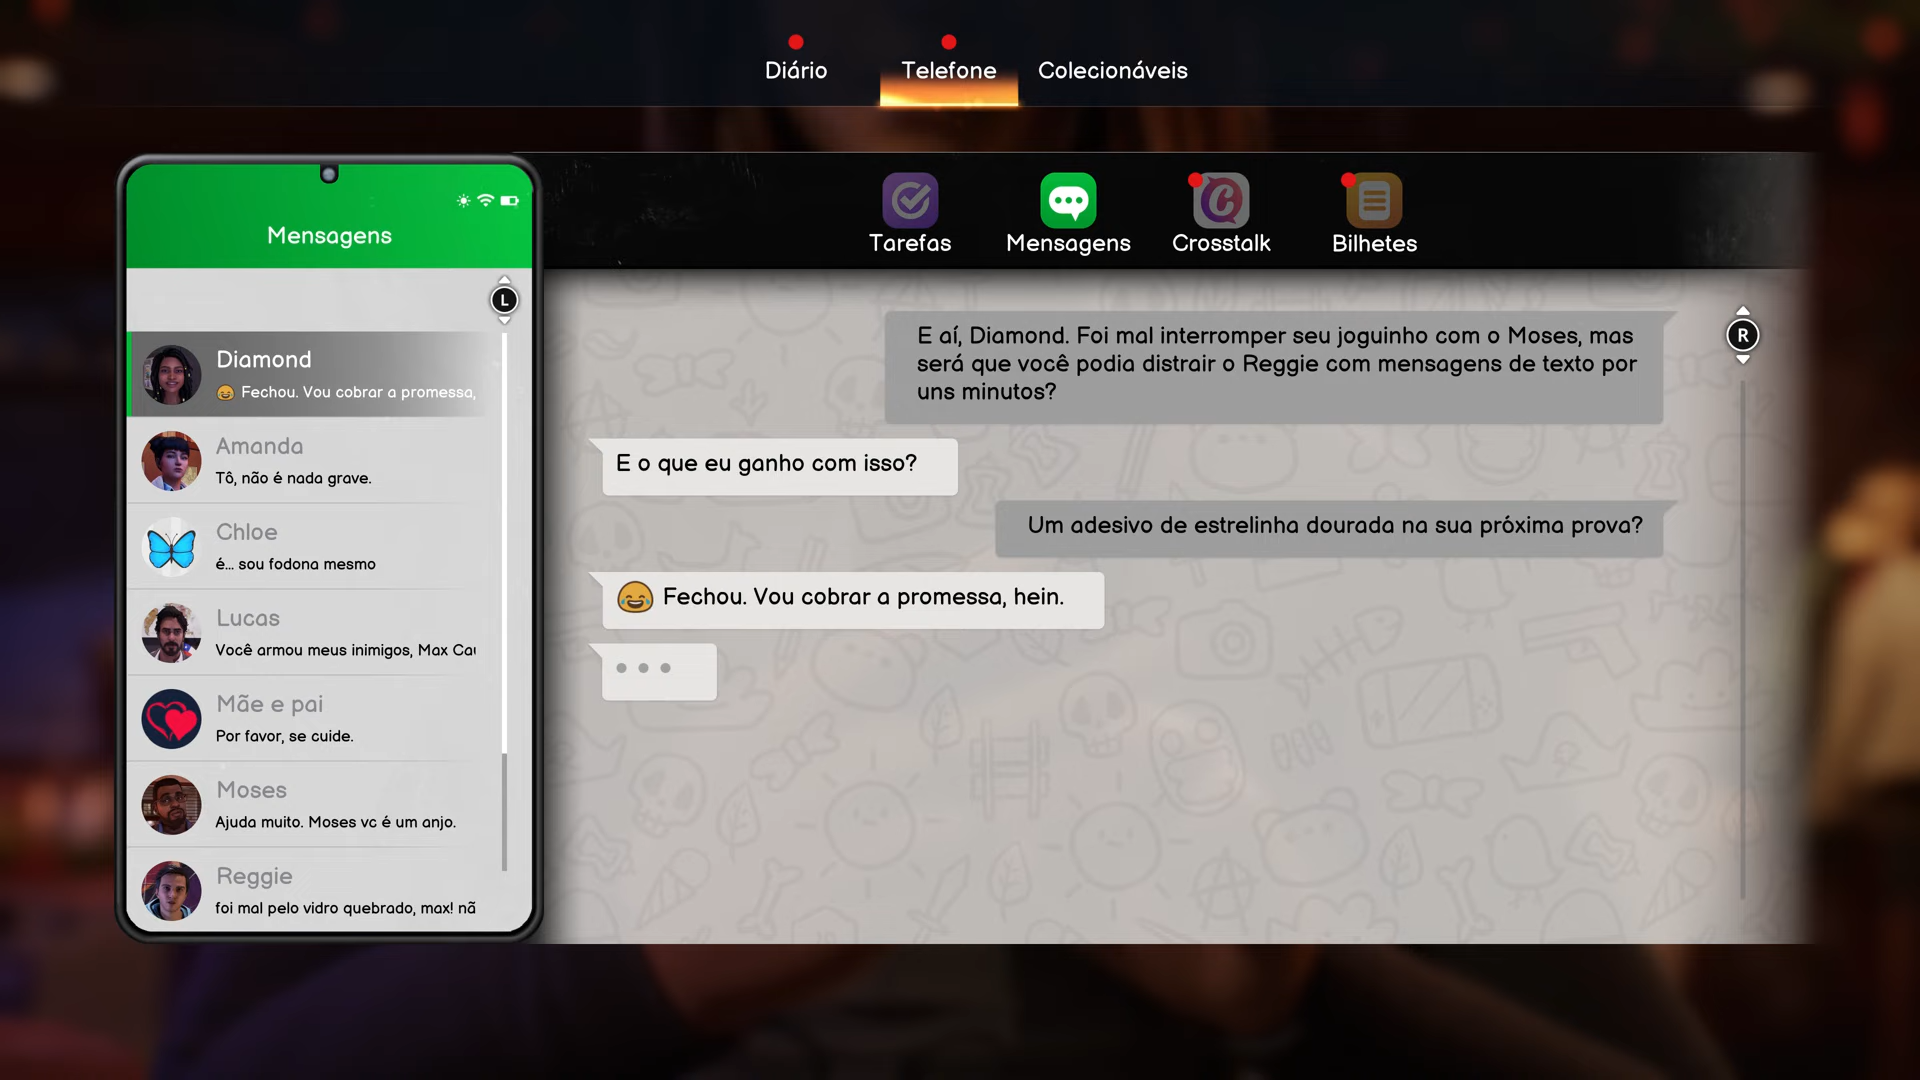 Diário
Telefone
Colecionáveis
Mensagens
Tarefas
Mensagens
Crosstalk
Bilhetes
L
Diamond
Fechou. Vou cobrar a promessa,
Amanda
Tô, não é nada grave.
Chloe
é... sou fodona mesmo
Lucas
Você armou meus inimigos, Max Cau
Mãe e pai
Por favor, se cuide.
Moses
Ajuda muito. Moses vc é um anjo.
Reggie
foi mal pelo vidro quebrado, max! nã
R
E aí, Diamond. Foi mal interromper seu joguinho com o Moses, mas
será que você podia distrair o Reggie com mensagens de texto por
uns minutos?
E o que eu ganho com isso?
Um adesivo de estrelinha dourada na sua próxima prova?
Fechou. Vou cobrar a promessa, hein.